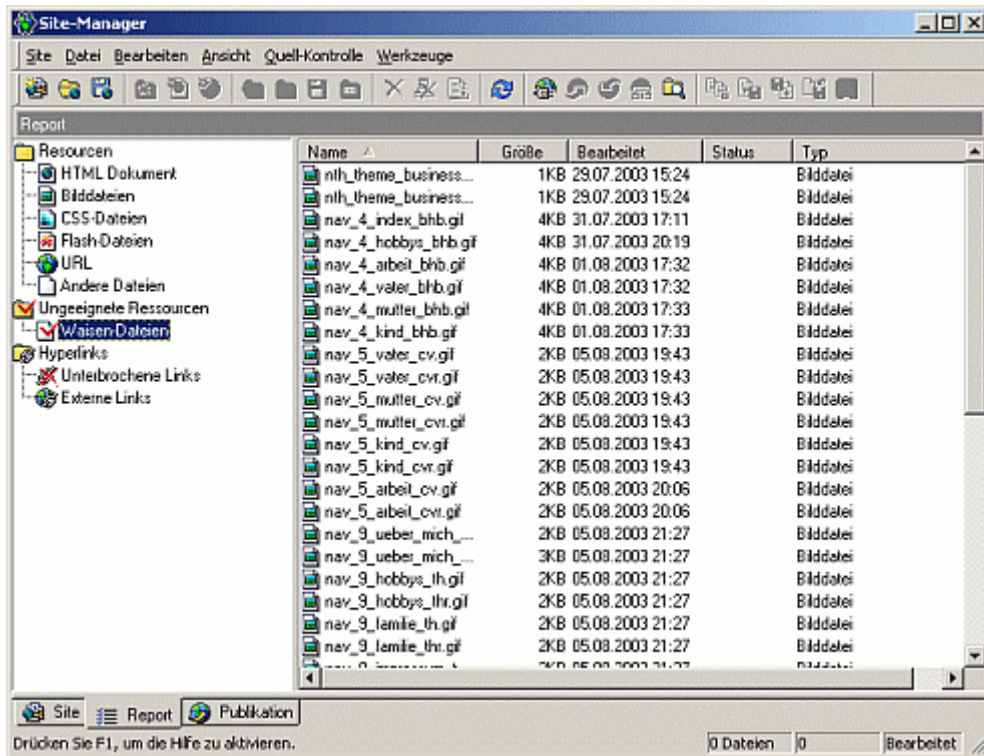 Site-Manager
Site Datei Bearbeiten Ansicht Quell-Kontrolle Werkzeuge
Report
Resourcen
HTML Dokument
Bilddateien
CSS-Dateien
Flash-Dateien
URL
Andere Dateien
Ungeeignete Ressourcen
Waisen-Dateien
Hyperlinks
Unterbrochene Links
Externe Links
Name Größe Bearbeitet Status Typ
nth_theme_business... 1KB 29.07.2003 15:24 Bilddatei
nth_theme_business... 1KB 29.07.2003 15:24 Bilddatei
nav_4_index_bhb.gif 4KB 31.07.2003 17:11 Bilddatei
nav_4_hobbys_bhb.gif 4KB 31.07.2003 20:19 Bilddatei
nav_4_arbeit_bhb.gif 4KB 01.08.2003 17:32 Bilddatei
nav_4_vater_bhb.gif 4KB 01.08.2003 17:32 Bilddatei
nav_4_mutter_bhb.gif 4KB 01.08.2003 17:33 Bilddatei
nav_4_kind_bhb.gif 4KB 01.08.2003 17:33 Bilddatei
nav_5_vater_cv.gif 2KB 05.08.2003 19:43 Bilddatei
nav_5_vater_cvr.gif 2KB 05.08.2003 19:43 Bilddatei
nav_5_mutter_cv.gif 2KB 05.08.2003 19:43 Bilddatei
nav_5_mutter_cvr.gif 2KB 05.08.2003 19:43 Bilddatei
nav_5_kind_cv.gif 2KB 05.08.2003 19:43 Bilddatei
nav_5_kind_cvr.gif 2KB 05.08.2003 19:43 Bilddatei
nav_5_arbeit_cv.gif 2KB 05.08.2003 20:06 Bilddatei
nav_5_arbeit_cvr.gif 2KB 05.08.2003 20:06 Bilddatei
nav_9_ueber_mich_... 2KB 05.08.2003 21:27 Bilddatei
nav_9_ueber_mich_... 3KB 05.08.2003 21:27 Bilddatei
nav_9_hobbys_th.gif 2KB 05.08.2003 21:27 Bilddatei
nav_9_hobbys_thr.gif 2KB 05.08.2003 21:27 Bilddatei
nav_9_familie_th.gif 2KB 05.08.2003 21:27 Bilddatei
nav_9_familie_thr.gif 2KB 05.08.2003 21:27 Bilddatei
Site Report Publikation
Drücken Sie F1, um die Hilfe zu aktivieren. 0 Dateien 0 Bearbeitet